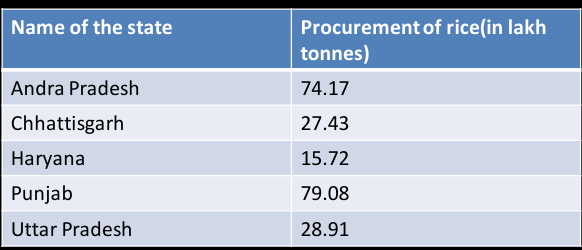 Name of the state Procurement of rice(in lakh
tonnes)
Andra Pradesh 74.17
Chhattisgarh 27.43
Haryana 15.72
Punjab 79.08
Uttar Pradesh 28.91